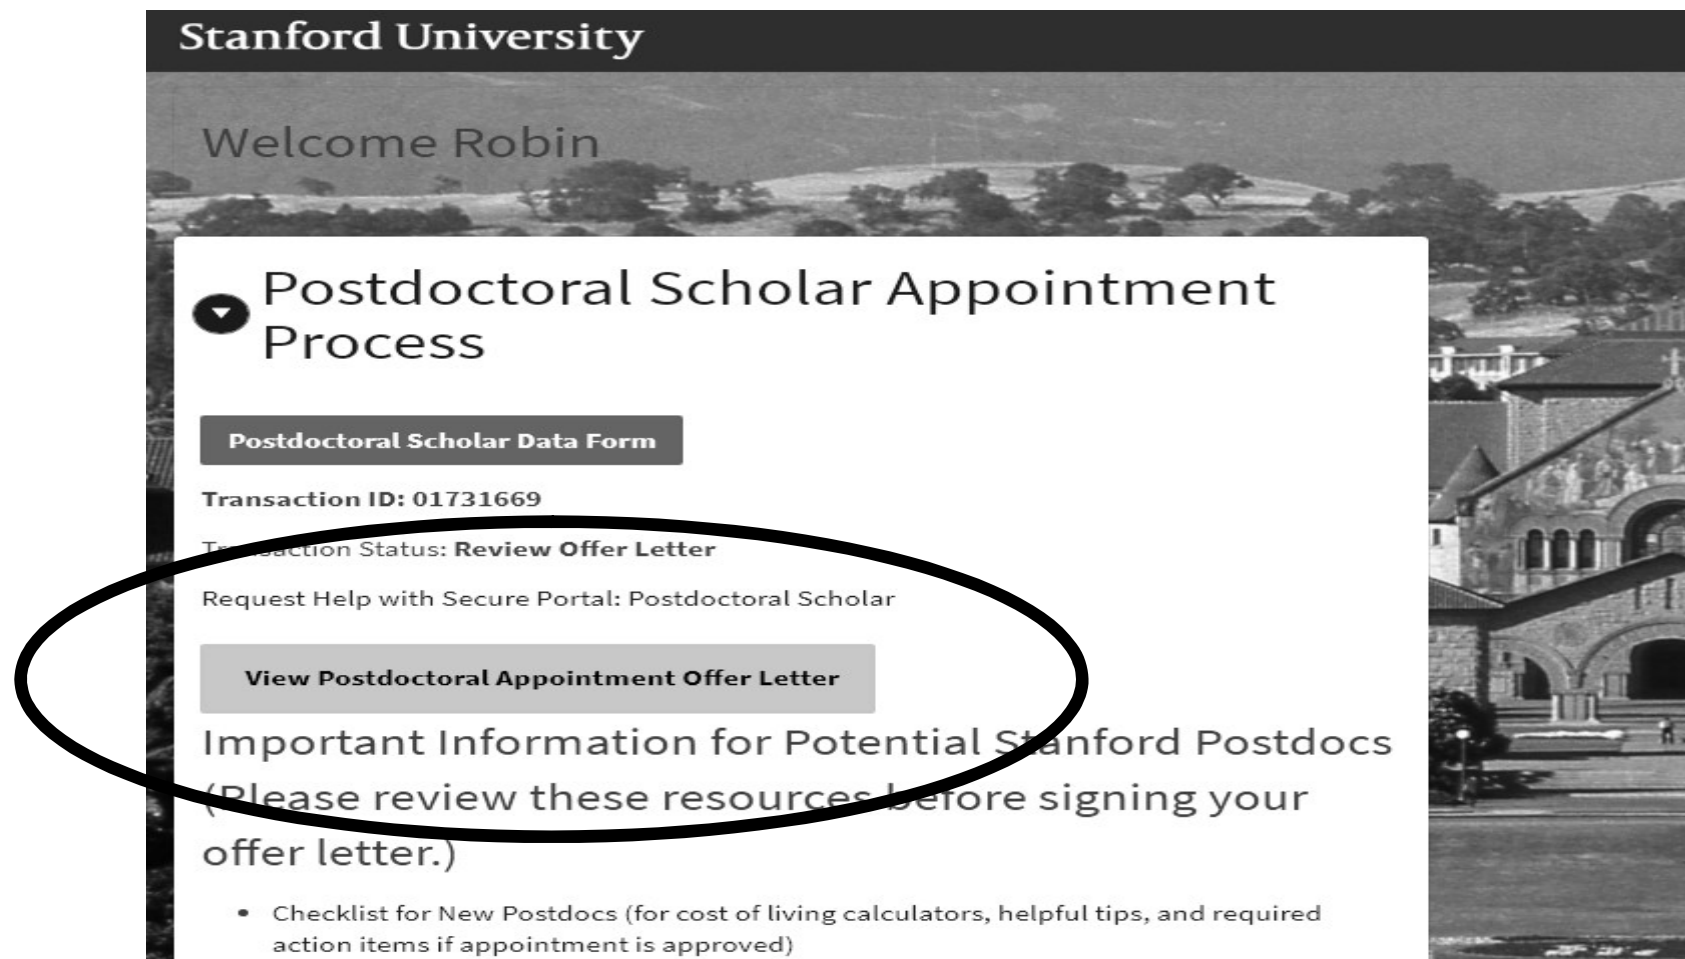 Stanford University
Welcome Robin
Postdoctoral Scholar Appointment
Process
Postdoctoral Scholar Data Form
Transaction ID: 01731669
Transaction Status: Review Offer Letter
Request Help with Secure Portal: Postdoctoral Scholar
View Postdoctoral Appointment Offer Letter
Important Information for Potential Stanford Postdocs
(Please review these resources before signing your
offer letter.)
• Checklist for New Postdocs (for cost of living calculators, helpful tips, and required
action items if appointment is approved)